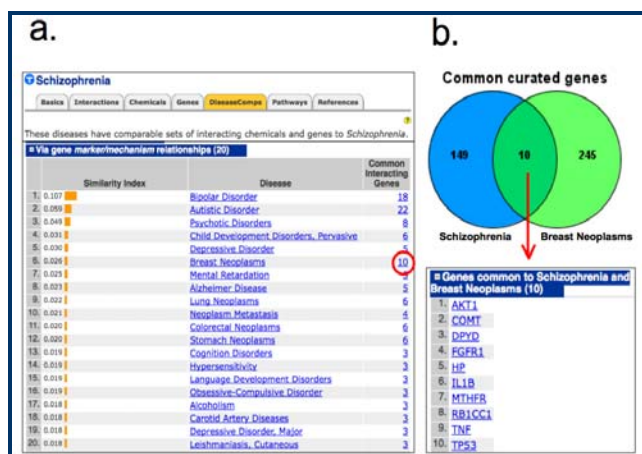 a.
Schizophrenia
Basics Interactions Chemicals Genes DiseaseComps Pathways References
These diseases have comparable sets of interacting chemicals and genes to Schizophrenia.
Via gene marker/mechanism relationships (20)
Similarity Index Disease Common Interacting Genes
1. 0.107 Bipolar Disorder 18
2. 0.059 Autistic Disorder 22
3. 0.049 Psychotic Disorders 8
4. 0.031 Child Development Disorders, Pervasive 6
5. 0.030 Depressive Disorder 5
6. 0.026 Breast Neoplasms 10
7. 0.025 Mental Retardation
8. 0.023 Alzheimer Disease 5
9. 0.022 Lung Neoplasms 6
10. 0.021 Neoplasm Metastasis 4
11. 0.020 Colorectal Neoplasms 6
12. 0.020 Stomach Neoplasms 6
13. 0.019 Cognition Disorders 3
14. 0.019 Hypersensitivity 3
15. 0.019 Language Development Disorders 3
16. 0.019 Obsessive-Compulsive Disorder 3
17. 0.018 Alcoholism 3
18. 0.018 Carotid Artery Diseases 3
19. 0.018 Depressive Disorder, Major 3
20. 0.018 Leishmaniasis, Cutaneous 3
b.
Common curated genes
149 10 245
Schizophrenia Breast Neoplasms
Genes common to Schizophrenia and
Breast Neoplasms (10)
1. AKT1
2. COMT
3. DPYD
4. FGFR1
5. HP
6. IL1B
7. MTHFR
8. RB1CC1
9. TNF
10. TP53